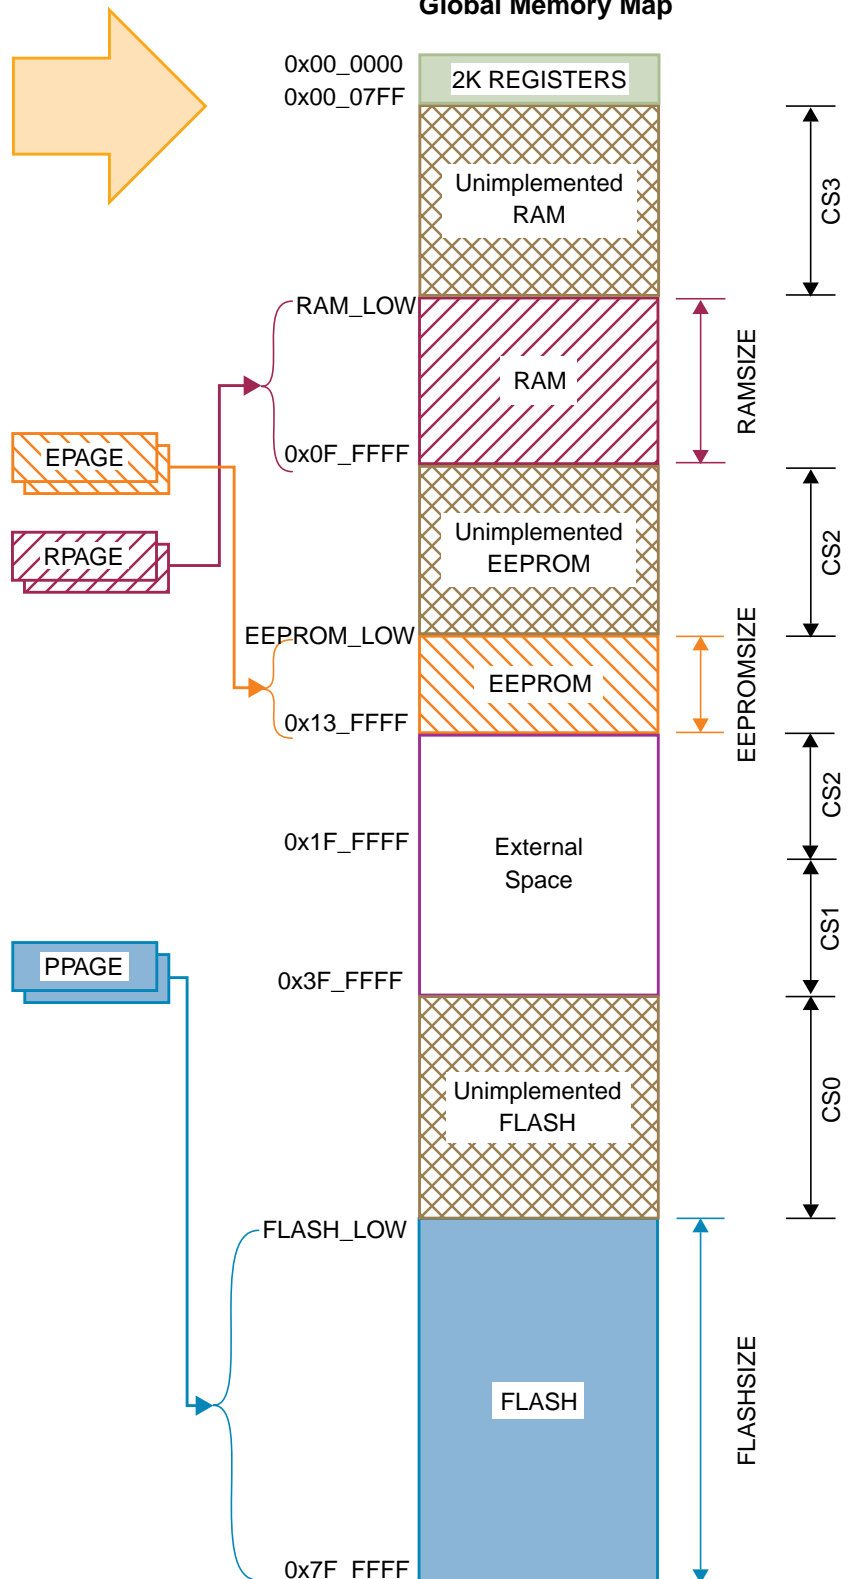 Global Memory Map
0x00_0000
2K REGISTERS
0x00_07FF
Unimplemented
RAM
CS3
RAM_LOW
RAM
RAMSIZE
0x0F_FFFF
EPAGE
RPAGE
Unimplemented
EEPROM
CS2
EEPROM_LOW
EEPROM
EEPROMSIZE
0x13_FFFF
CS2
0x1F_FFFF
External
Space
CS1
PPAGE
0x3F_FFFF
Unimplemented
FLASH
CS0
FLASH_LOW
FLASH
FLASHSIZE
0x7F_FFFF